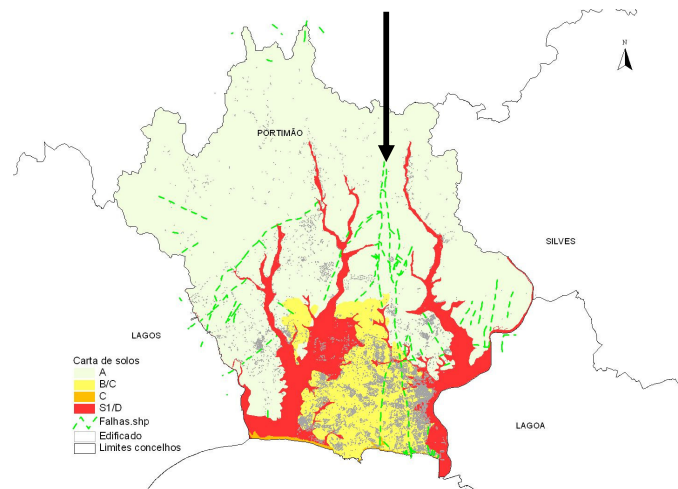 N
PORTIMÃO
SILVES
LAGOS
LAGOA
Carta de solos
A
B/C
C
S1/D
Falhas.shp
Edificado
Limites concelhos